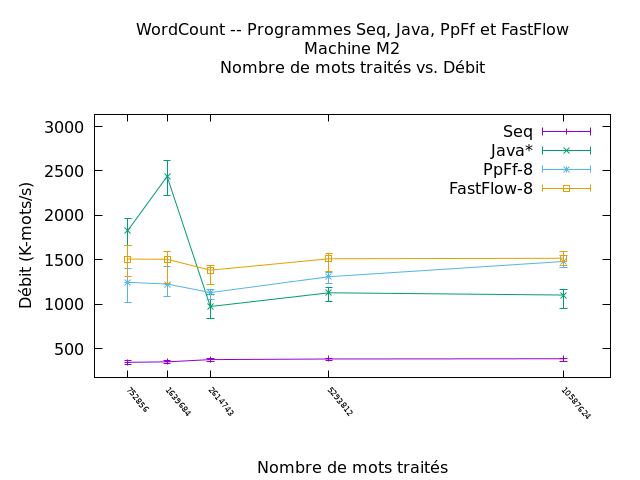 WordCount -- Programmes Seq, Java, PpFf et FastFlow
Machine M2
Nombre de mots traités vs. Débit
Seq
Java*
PpFf-8
FastFlow-8
3000
2500
2000
1500
1000
500
Débit (K-mots/s)
752856
1639684
2614743
5293812
10587624
Nombre de mots traités